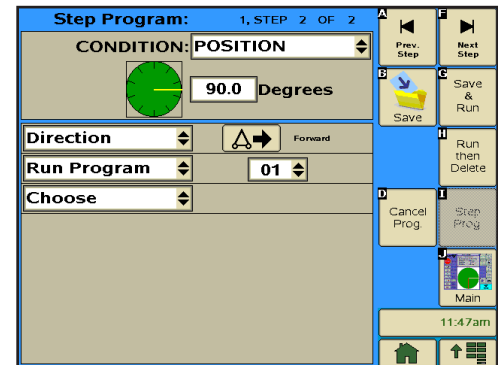 Step Program: 1, STEP 2 OF 2
CONDITION: POSITION
90.0 Degrees
Direction Forward
Run Program 01
Choose
A
Prev.
Step
F
Next
Step
B
Save
G
Save
&
Run
H
Run
then
Delete
D
Cancel
Prog.
I
Step
Prog
J
Main
11:47am